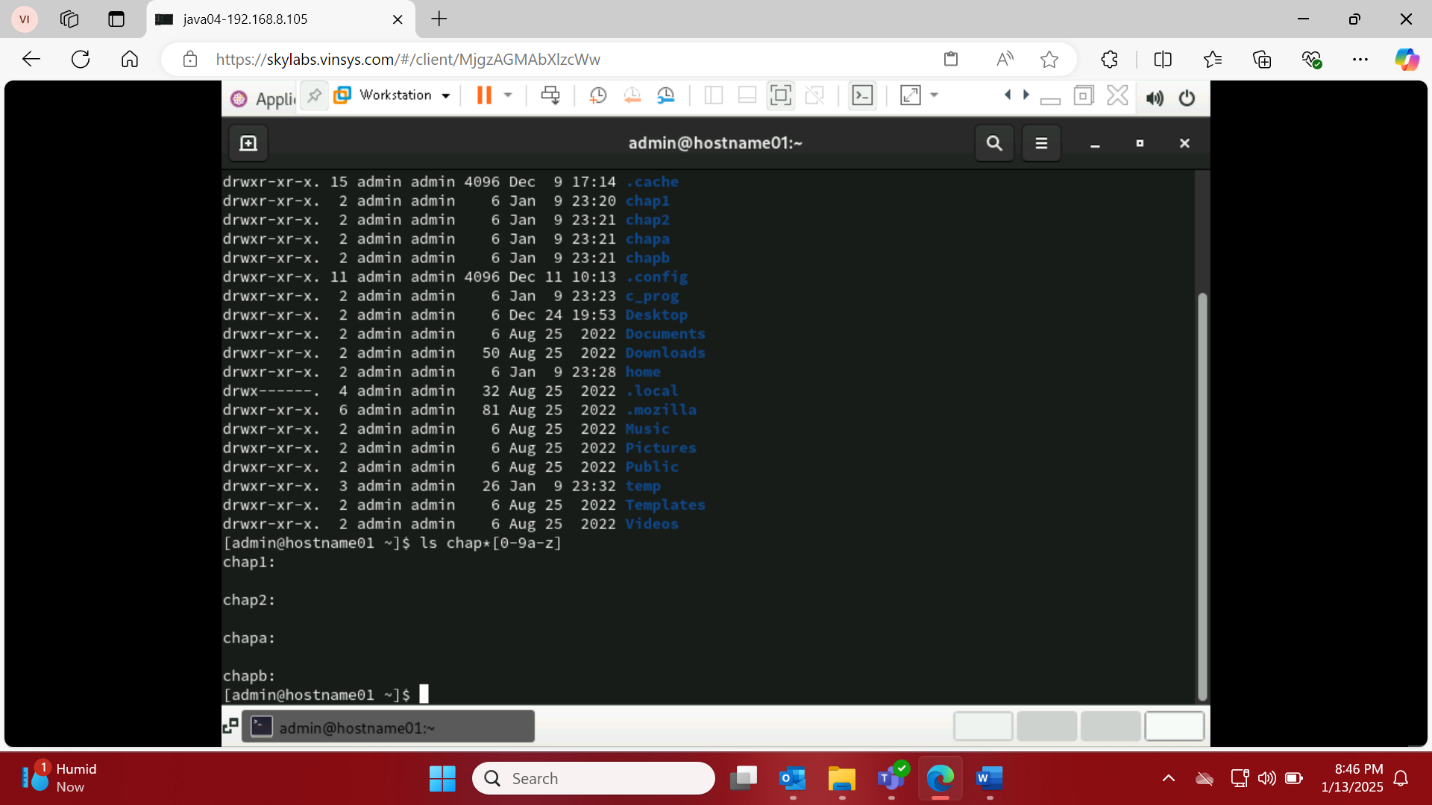 VI
java04-192.168.8.105
https://skylabs.vinsys.com/#/client/MjgzAGMAbXlzcWw
Appli
Workstation
admin@hostname01:~
drwxr-xr-x. 15 admin admin 4096 Dec  9 17:14 .cache
drwxr-xr-x.  2 admin admin    6 Jan  9 23:20 chap1
drwxr-xr-x.  2 admin admin    6 Jan  9 23:21 chap2
drwxr-xr-x.  2 admin admin    6 Jan  9 23:21 chapa
drwxr-xr-x.  2 admin admin    6 Jan  9 23:21 chapb
drwxr-xr-x. 11 admin admin 4096 Dec 11 10:13 .config
drwxr-xr-x.  2 admin admin    6 Jan  9 23:23 c_prog
drwxr-xr-x.  2 admin admin    6 Dec 24 19:53 Desktop
drwxr-xr-x.  2 admin admin    6 Aug 25  2022 Documents
drwxr-xr-x.  2 admin admin   50 Aug 25  2022 Downloads
drwxr-xr-x.  2 admin admin    6 Jan  9 23:28 home
drwx------.  4 admin admin   32 Aug 25  2022 .local
drwxr-xr-x.  6 admin admin   81 Aug 25  2022 .mozilla
drwxr-xr-x.  2 admin admin    6 Aug 25  2022 Music
drwxr-xr-x.  2 admin admin    6 Aug 25  2022 Pictures
drwxr-xr-x.  2 admin admin    6 Aug 25  2022 Public
drwxr-xr-x.  3 admin admin   26 Jan  9 23:32 temp
drwxr-xr-x.  2 admin admin    6 Aug 25  2022 Templates
drwxr-xr-x.  2 admin admin    6 Aug 25  2022 Videos
[admin@hostname01 ~]$ ls chap*[0-9a-z]
chap1:
chap2:
chapa:
chapb:
[admin@hostname01 ~]$
admin@hostname01:~
1
Humid
Now
Search
8:46 PM
1/13/2025